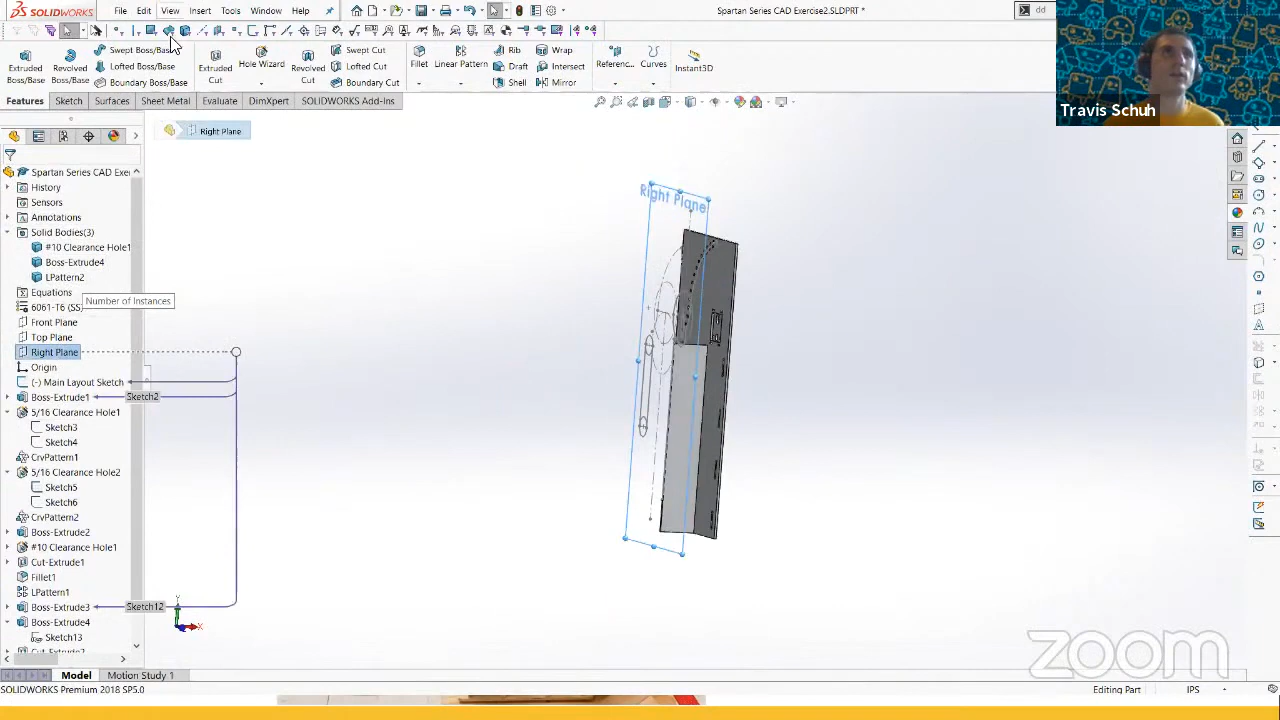 SOLIDWORKS
File Edit View Insert Tools Window Help
Spartan Series CAD Exercise2.SLDPRT *
dd
Extruded Boss/Base
Revolved Boss/Base
Swept Boss/Base
Lofted Boss/Base
Boundary Boss/Base
Extruded Cut
Hole Wizard
Revolved Cut
Swept Cut
Lofted Cut
Boundary Cut
Fillet
Linear Pattern
Rib
Draft
Shell
Wrap
Intersect
Mirror
Referenc...
Curves
Instant3D
Features Sketch Surfaces Sheet Metal Evaluate DimXpert SOLIDWORKS Add-Ins
Travis Schuh
Right Plane
Spartan Series CAD Exer
History
Sensors
Annotations
Solid Bodies(3)
#10 Clearance Hole1
Boss-Extrude4
LPattern2
Equations
Number of Instances
6061-T6 (SS)
Front Plane
Top Plane
Right Plane
Origin
(-) Main Layout Sketch
Boss-Extrude1
Sketch2
5/16 Clearance Hole1
Sketch3
Sketch4
CrvPattern1
5/16 Clearance Hole2
Sketch5
Sketch6
CrvPattern2
Boss-Extrude2
#10 Clearance Hole1
Cut-Extrude1
Fillet1
LPattern1
Boss-Extrude3
Sketch12
Boss-Extrude4
Sketch13
Cut-Extrude2
Right Plane
Y
X
zoom
Model Motion Study 1
SOLIDWORKS Premium 2018 SP5.0
Editing Part
IPS